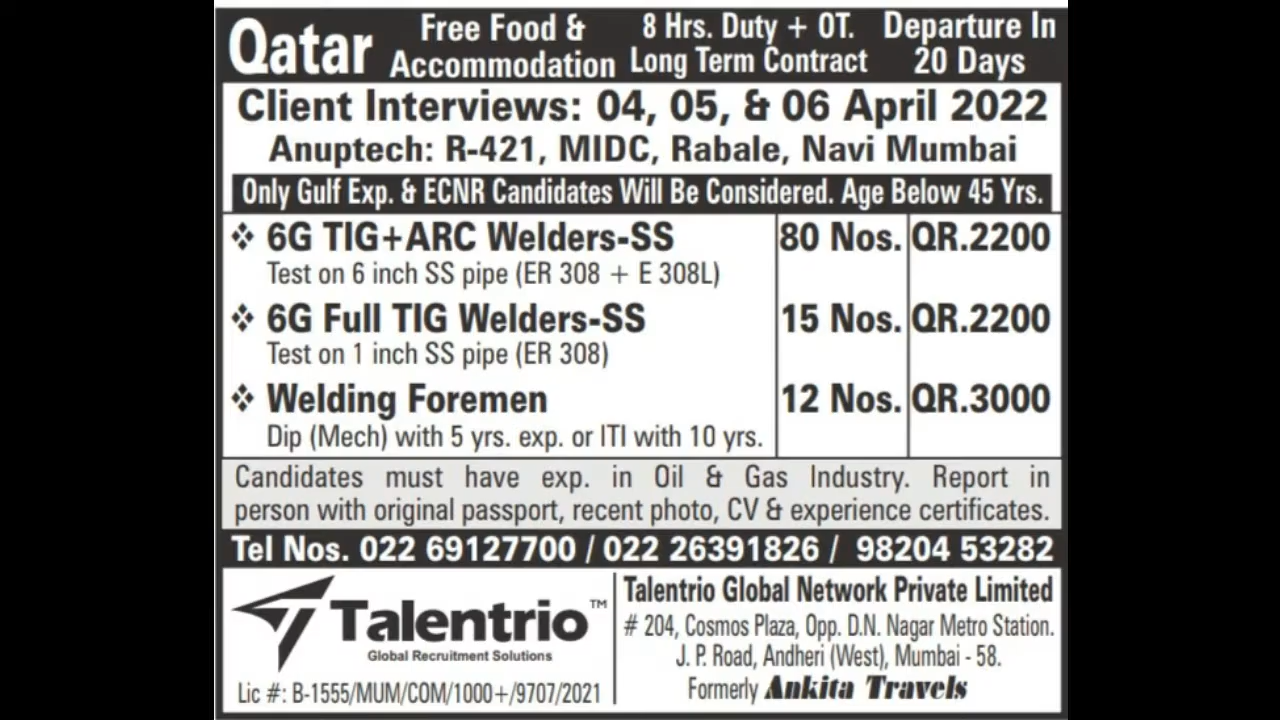 Qatar
Free Food &
Accommodation
8 Hrs. Duty + OT.
Long Term Contract
Departure In
20 Days
Client Interviews: 04, 05, & 06 April 2022
Anuptech: R-421, MIDC, Rabale, Navi Mumbai
Only Gulf Exp. & ECNR Candidates Will Be Considered. Age Below 45 Yrs.
❖ 6G TIG+ARC Welders-SS 80 Nos. QR.2200
Test on 6 inch SS pipe (ER 308 + E 308L)
❖ 6G Full TIG Welders-SS 15 Nos. QR.2200
Test on 1 inch SS pipe (ER 308)
❖ Welding Foremen 12 Nos. QR.3000
Dip (Mech) with 5 yrs. exp. or ITI with 10 yrs.
Candidates must have exp. in Oil & Gas Industry. Report in
person with original passport, recent photo, CV & experience certificates.
Tel Nos. 022 69127700 / 022 26391826 / 98204 53282
Talentrio™
Global Recruitment Solutions
Lic #: B-1555/MUM/COM/1000+/9707/2021
Talentrio Global Network Private Limited
# 204, Cosmos Plaza, Opp. D.N. Nagar Metro Station.
J. P. Road, Andheri (West), Mumbai - 58.
Formerly Ankita Travels